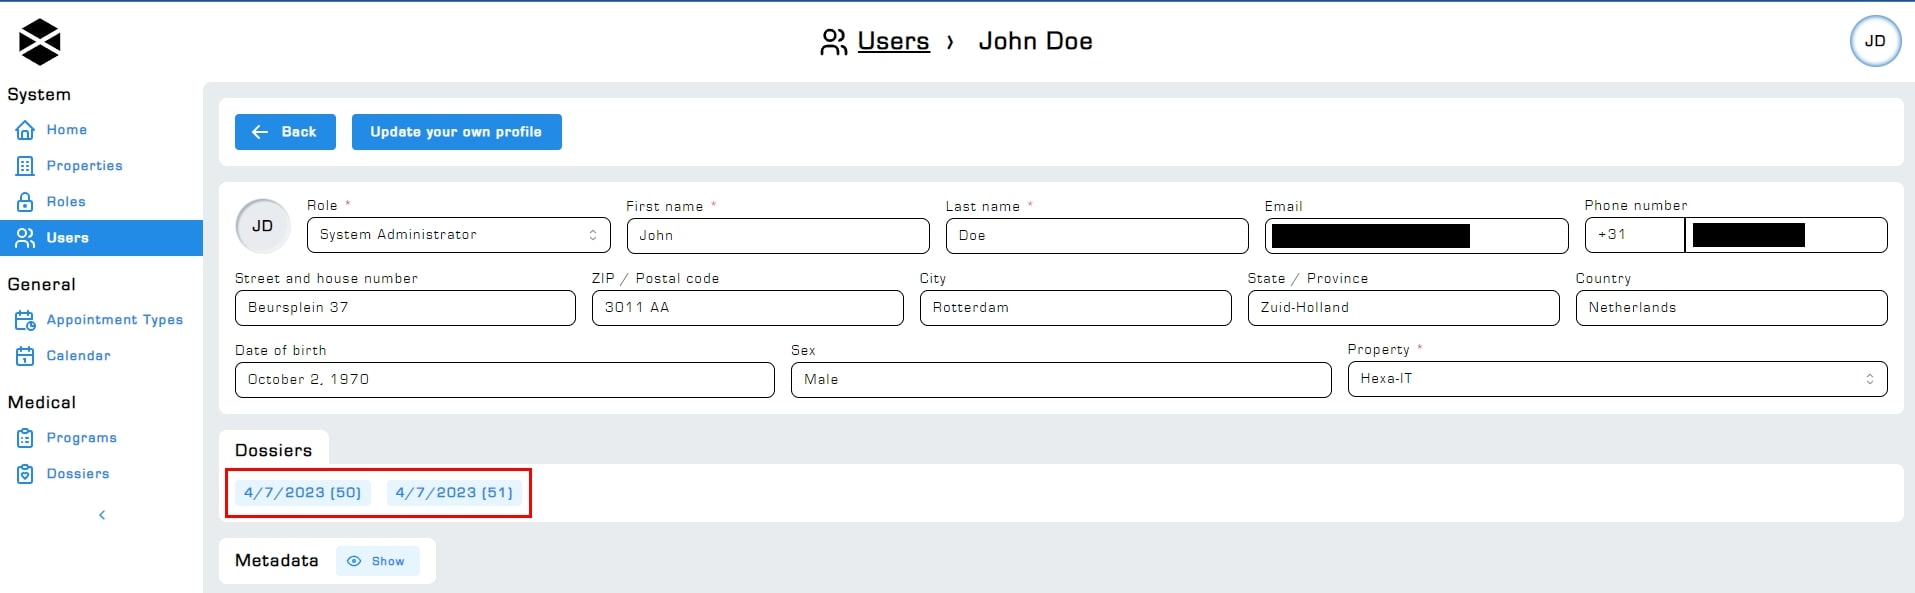 Users › John Doe
JD
System
Home
Properties
Roles
Users
General
Appointment Types
Calendar
Medical
Programs
Dossiers
Back
Update your own profile
JD
Role *
System Administrator
First name *
John
Last name *
Doe
Email
Phone number
+31
Street and house number
Beursplein 37
ZIP / Postal code
3011 AA
City
Rotterdam
State / Province
Zuid-Holland
Country
Netherlands
Date of birth
October 2, 1970
Sex
Male
Property *
Hexa-IT
Dossiers
4/7/2023 (50)
4/7/2023 (51)
Metadata
Show